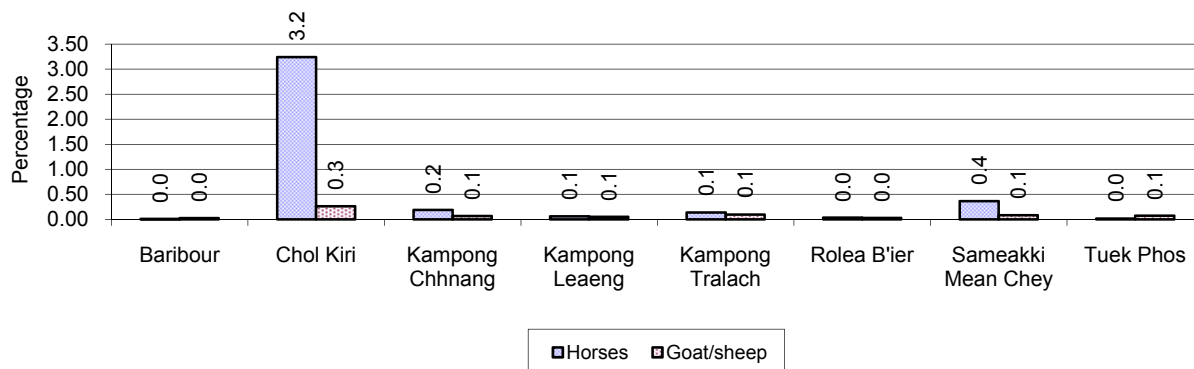 3.50
3.00
2.50
2.00
1.50
1.00
0.50
0.00
Percentage
0.0 0.0 3.2 0.3 0.2 0.1 0.1 0.1 0.1 0.1 0.0 0.0 0.4 0.1 0.0 0.1
Baribour Chol Kiri Kampong Kampong Kampong Rolea B'ier Sameakki Tuek Phos
Chhnang Leaeng Tralach Mean Chey
Horses Goat/sheep